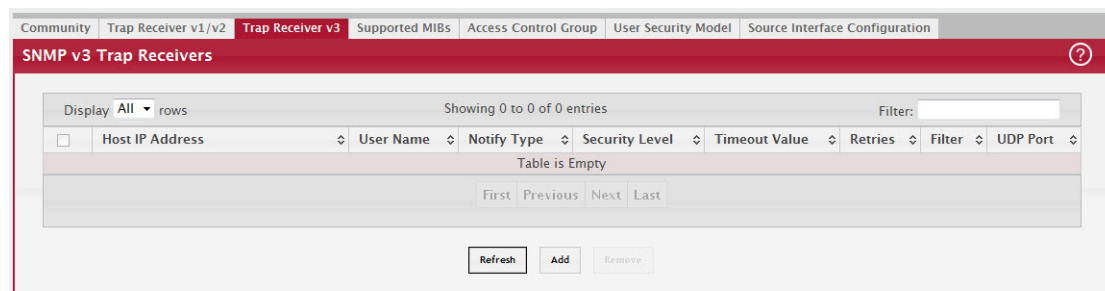 Community Trap Receiver v1/v2 Trap Receiver v3 Supported MIBs Access Control Group User Security Model Source Interface Configuration
SNMP v3 Trap Receivers ?
Display All rows Showing 0 to 0 of 0 entries Filter:
Host IP Address User Name Notify Type Security Level Timeout Value Retries Filter UDP Port
Table is Empty
First Previous Next Last
Refresh Add Remove